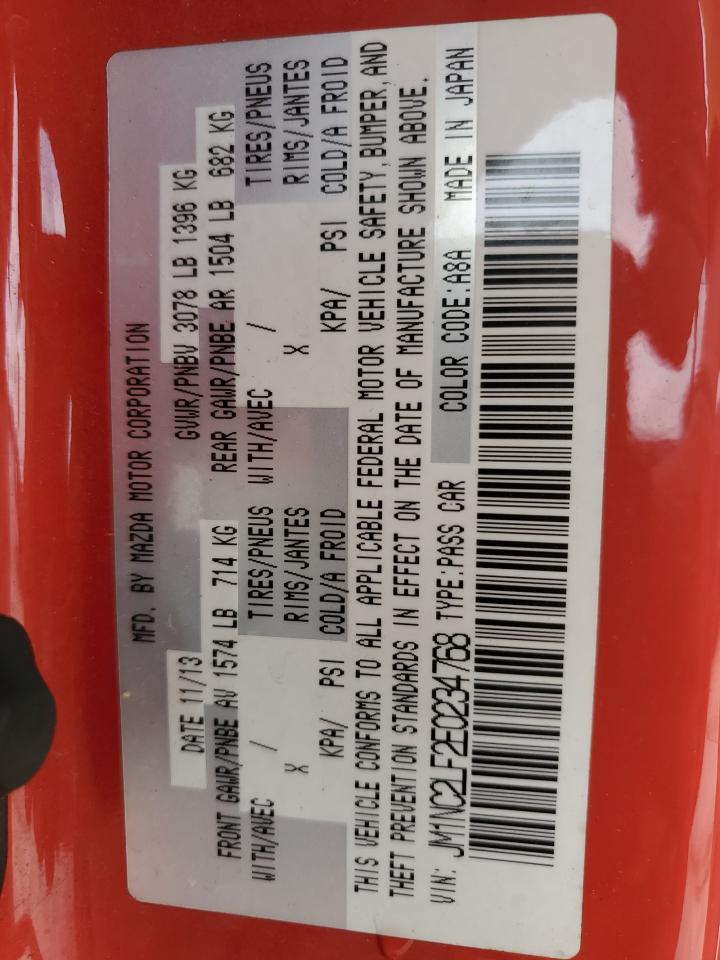 MFD. BY MAZDA MOTOR CORPORATION
DATE 11/13 GVWR/PNBV 3078 LB 1396 KG
FRONT GAWR/PNBE AV 1574 LB 714 KG REAR GAWR/PNBE AR 1504 LB 682 KG
WITH/AVEC TIRES/PNEUS WITH/AVEC TIRES/PNEUS
X / RIMS/JANTES X / RIMS/JANTES
KPA/ PSI COLD/A FROID KPA/ PSI COLD/A FROID
THIS VEHICLE CONFORMS TO ALL APPLICABLE FEDERAL MOTOR VEHICLE SAFETY, BUMPER, AND
THEFT PREVENTION STANDARDS IN EFFECT ON THE DATE OF MANUFACTURE SHOWN ABOVE.
VIN: JM1NC2LF2E0234768 TYPE:PASS CAR COLOR CODE:A8A MADE IN JAPAN